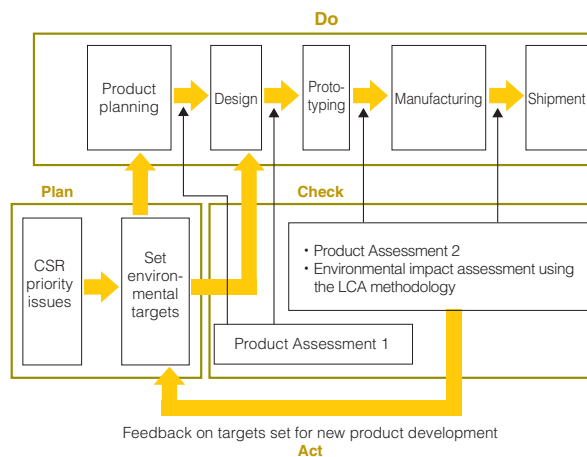 Do
Product
planning
Design
Proto-
typing
Manufacturing
Shipment
Plan
Check
CSR
priority
issues
Set
environ-
mental
targets
• Product Assessment 2
• Environmental impact assessment using
the LCA methodology
Product Assessment 1
Feedback on targets set for new product development
Act